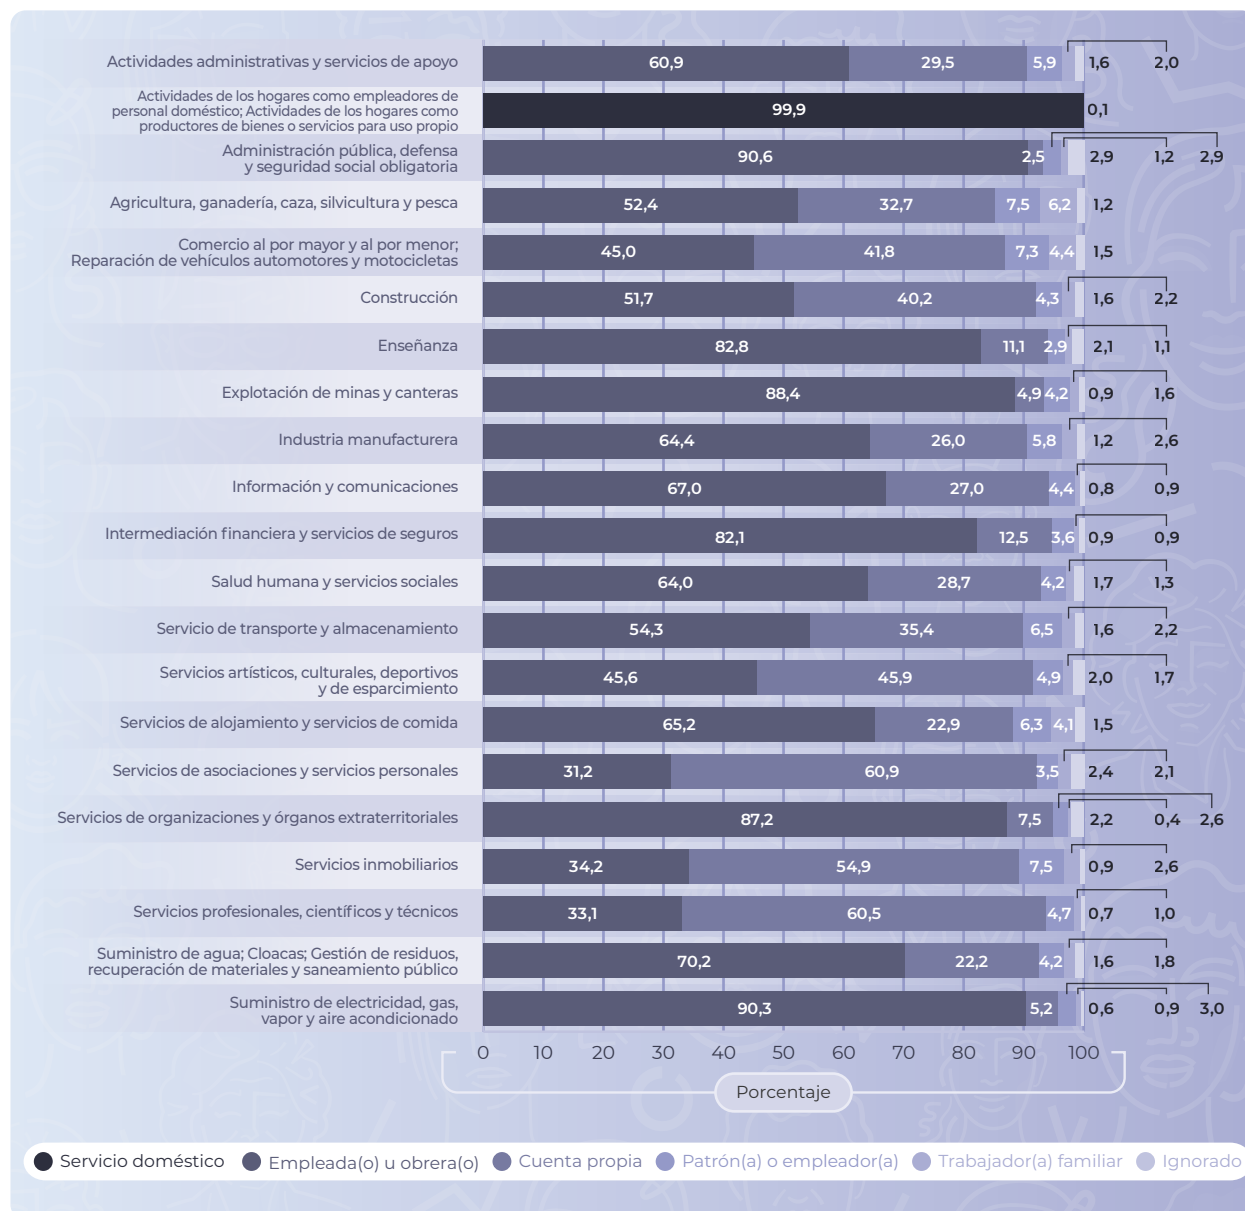 Actividades administrativas y servicios de apoyo
60,9 29,5 5,9 1,6 2,0
Actividades de los hogares como empleadores de
personal doméstico; Actividades de los hogares como
productores de bienes o servicios para uso propio
99,9 0,1
Administración pública, defensa
y seguridad social obligatoria
90,6 2,5 2,9 1,2 2,9
Agricultura, ganadería, caza, silvicultura y pesca
52,4 32,7 7,5 6,2 1,2
Comercio al por mayor y al por menor;
Reparación de vehículos automotores y motocicletas
45,0 41,8 7,3 4,4 1,5
Construcción
51,7 40,2 4,3 1,6 2,2
Enseñanza
82,8 11,1 2,9 2,1 1,1
Explotación de minas y canteras
88,4 4,9 4,2 0,9 1,6
Industria manufacturera
64,4 26,0 5,8 1,2 2,6
Información y comunicaciones
67,0 27,0 4,4 0,8 0,9
Intermediación financiera y servicios de seguros
82,1 12,5 3,6 0,9 0,9
Salud humana y servicios sociales
64,0 28,7 4,2 1,7 1,3
Servicio de transporte y almacenamiento
54,3 35,4 6,5 1,6 2,2
Servicios artísticos, culturales, deportivos
y de esparcimiento
45,6 45,9 4,9 2,0 1,7
Servicios de alojamiento y servicios de comida
65,2 22,9 6,3 4,1 1,5
Servicios de asociaciones y servicios personales
31,2 60,9 3,5 2,4 2,1
Servicios de organizaciones y órganos extraterritoriales
87,2 7,5 2,2 0,4 2,6
Servicios inmobiliarios
34,2 54,9 7,5 0,9 2,6
Servicios profesionales, científicos y técnicos
33,1 60,5 4,7 0,7 1,0
Suministro de agua; Cloacas; Gestión de residuos,
recuperación de materiales y saneamiento público
70,2 22,2 4,2 1,6 1,8
Suministro de electricidad, gas,
vapor y aire acondicionado
90,3 5,2 0,6 0,9 3,0
0 10 20 30 40 50 60 70 80 90 100
Porcentaje
Servicio doméstico Empleada(o) u obrera(o) Cuenta propia Patrón(a) o empleador(a) Trabajador(a) familiar Ignorado